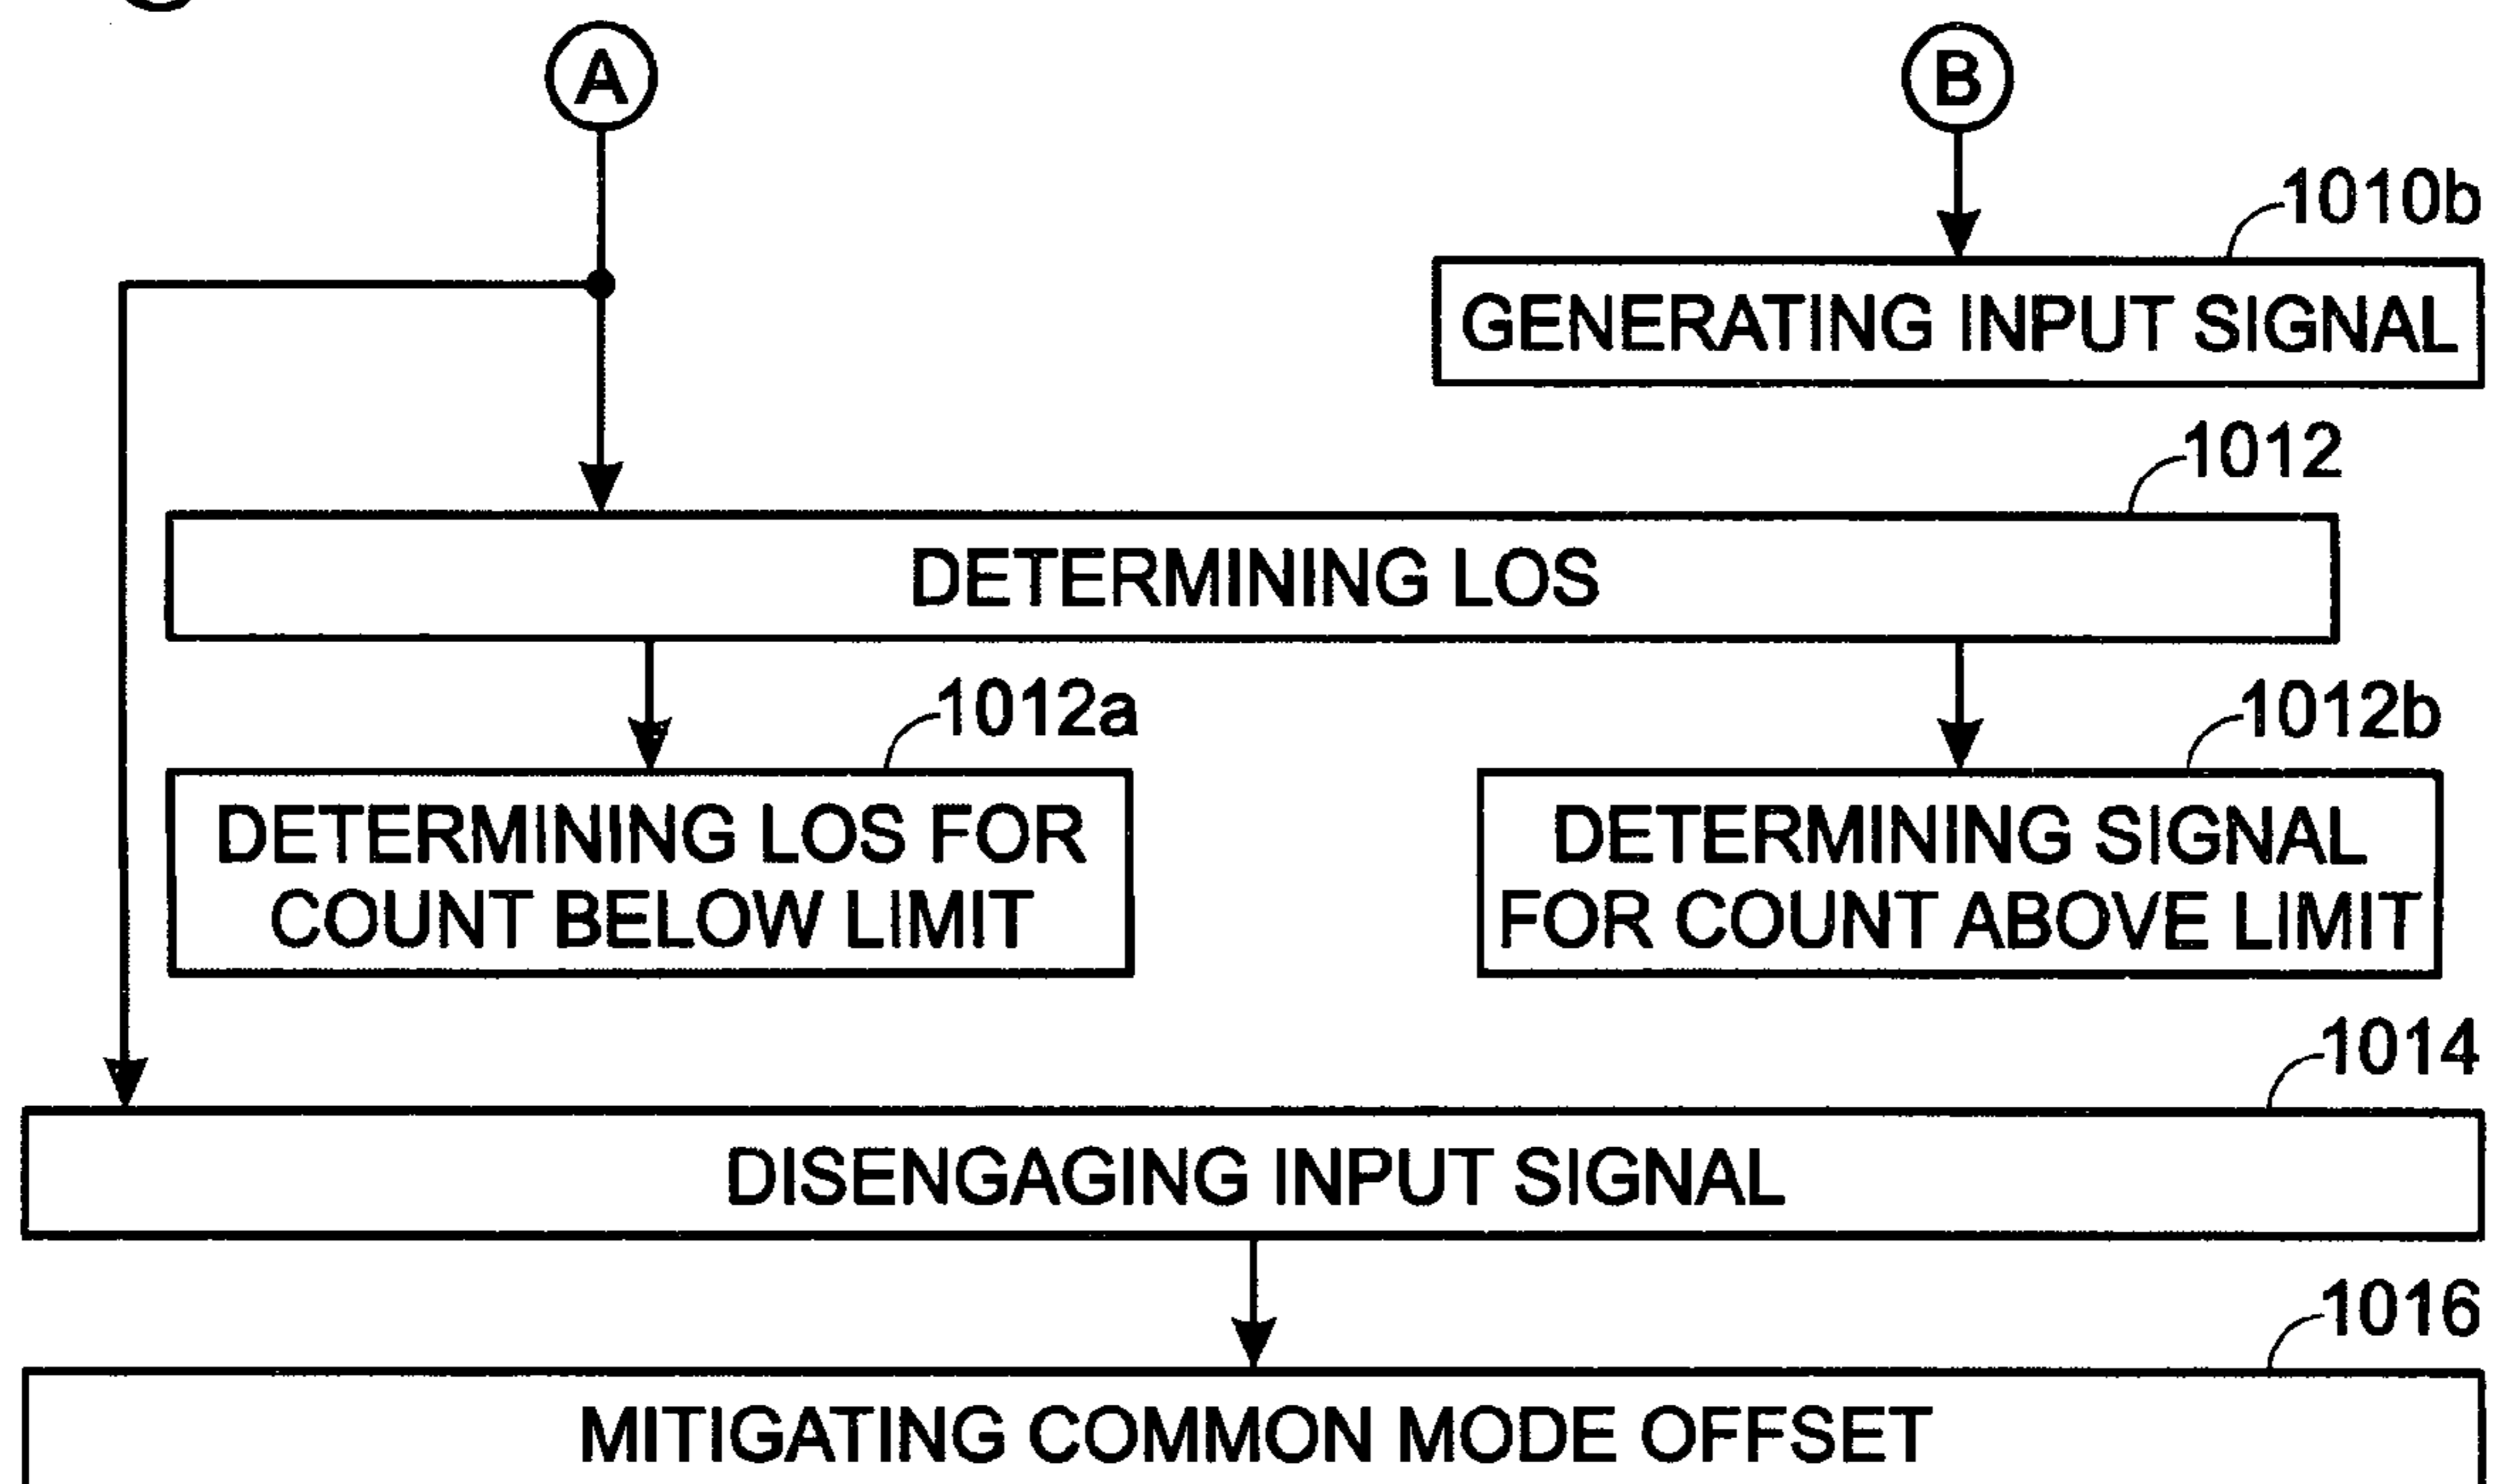 A
B
1010b
GENERATING INPUT SIGNAL
1012
DETERMINING LOS
1012a
1012b
DETERMINING LOS FOR
COUNT BELOW LIMIT
DETERMINING SIGNAL
FOR COUNT ABOVE LIMIT
1014
DISENGAGING INPUT SIGNAL
1016
MITIGATING COMMON MODE OFFSET